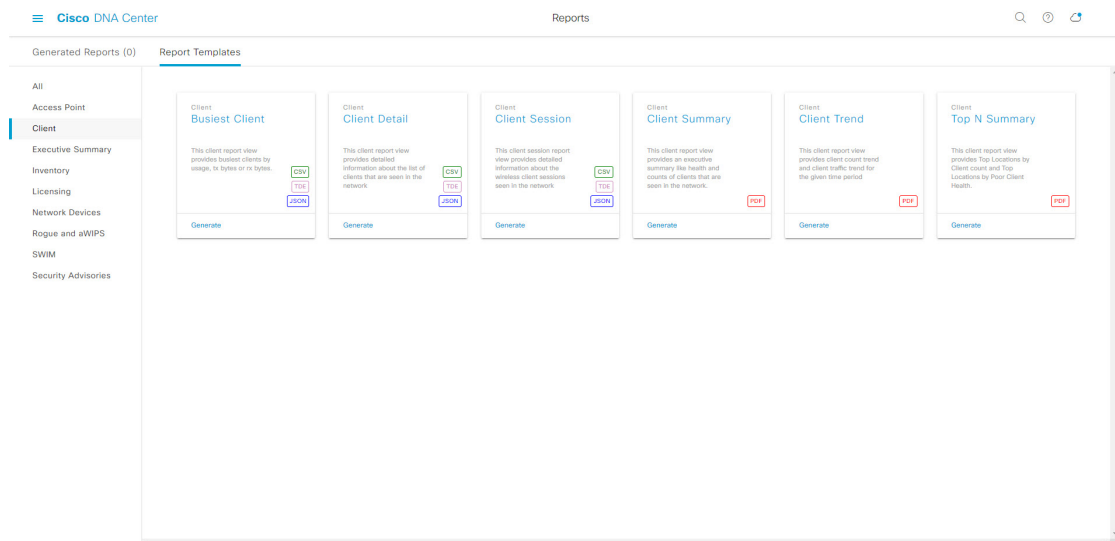 Cisco DNA Center
Reports
Generated Reports (0)
Report Templates
All
Access Point
Client
Executive Summary
Inventory
Licensing
Network Devices
Rogue and aWIPS
SWIM
Security Advisories
Client
Busiest Client
This client report view
provides busiest clients by
usage, tx bytes or rx bytes.
CSV
TDE
JSON
Generate
Client
Client Detail
This client report view
provides detailed
information about the list of
clients that are seen in the
network
CSV
TDE
JSON
Generate
Client
Client Session
This client session report
view provides detailed
information about the
wireless client sessions
seen in the network
CSV
TDE
JSON
Generate
Client
Client Summary
This client report view
provides an executive
summary like health and
counts of clients that are
seen in the network.
PDF
Generate
Client
Client Trend
This client report view
provides client count trend
and client traffic trend for
the given time period
PDF
Generate
Client
Top N Summary
This client report view
provides Top Locations by
Client count and Top
Locations by Poor Client
Health.
PDF
Generate